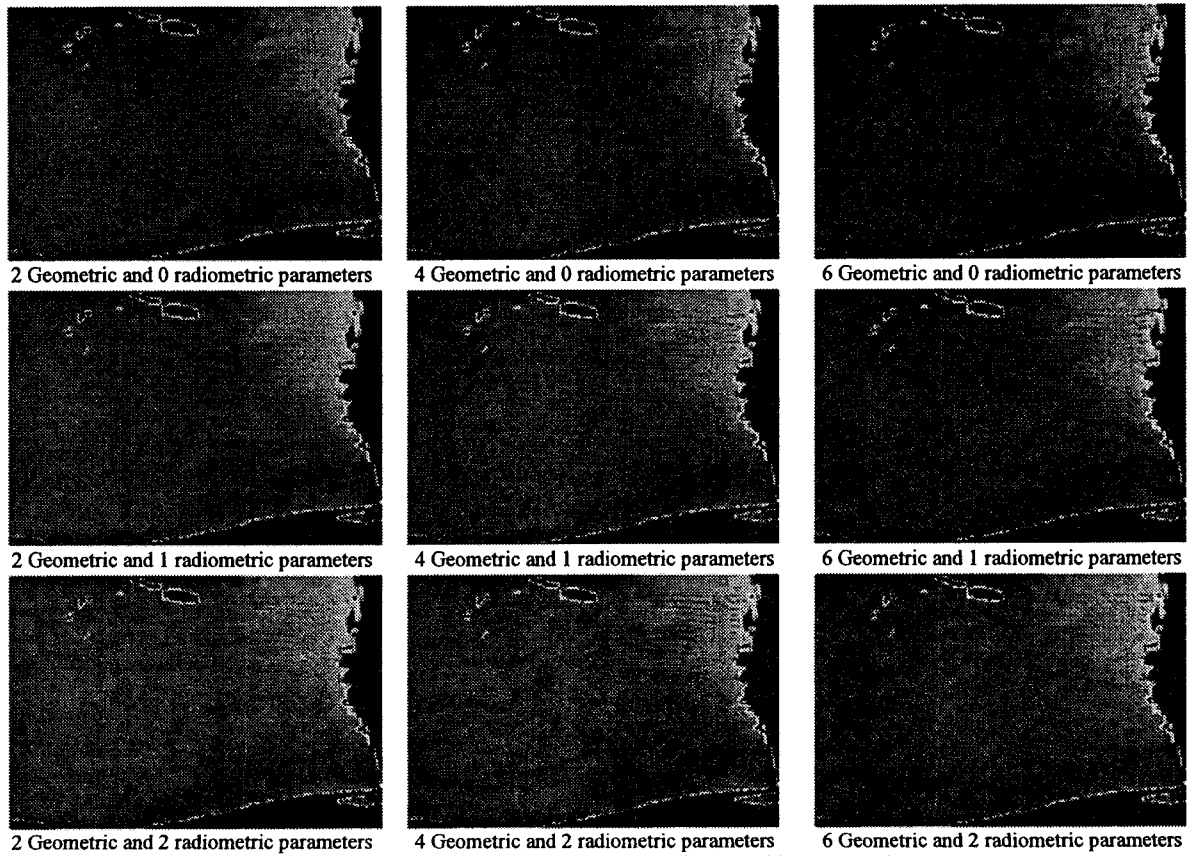 2 Geometric and 0 radiometric parameters
4 Geometric and 0 radiometric parameters
6 Geometric and 0 radiometric parameters
2 Geometric and 1 radiometric parameters
4 Geometric and 1 radiometric parameters
6 Geometric and 1 radiometric parameters
2 Geometric and 2 radiometric parameters
4 Geometric and 2 radiometric parameters
6 Geometric and 2 radiometric parameters